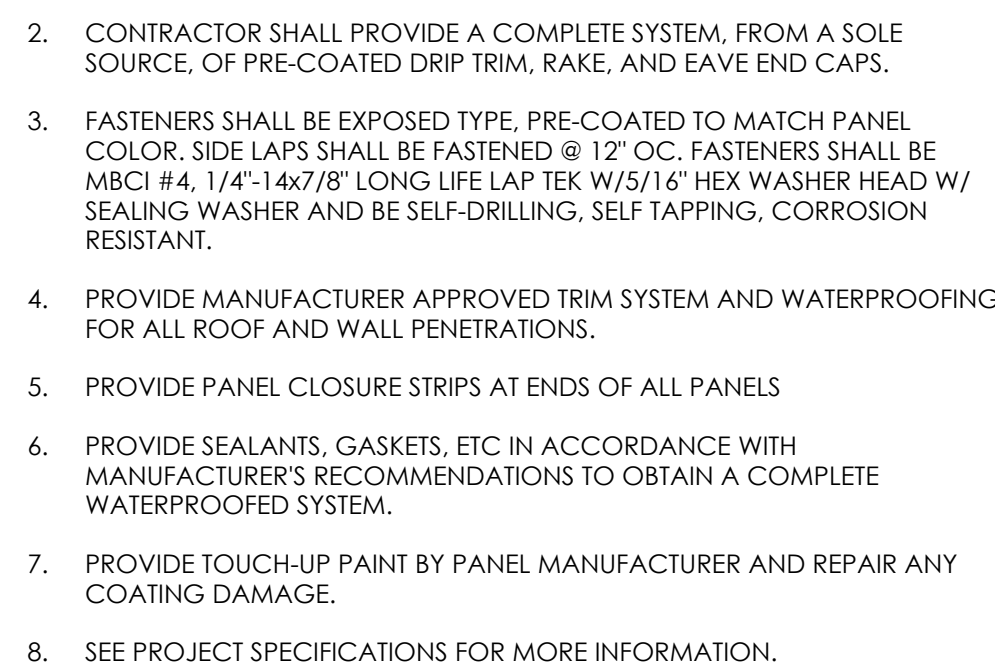 2. CONTRACTOR SHALL PROVIDE A COMPLETE SYSTEM, FROM A SOLE
SOURCE, OF PRE-COATED DRIP TRIM, RAKE, AND EAVE END CAPS.
3. FASTENERS SHALL BE EXPOSED TYPE, PRE-COATED TO MATCH PANEL
COLOR. SIDE LAPS SHALL BE FASTENED @ 12" OC. FASTENERS SHALL BE
MBCI #4, 1/4"-14x7/8" LONG LIFE LAP TEK W/5/16" HEX WASHER HEAD W/
SEALING WASHER AND BE SELF-DRILLING, SELF TAPPING, CORROSION
RESISTANT.
4. PROVIDE MANUFACTURER APPROVED TRIM SYSTEM AND WATERPROOFING
FOR ALL ROOF AND WALL PENETRATIONS.
5. PROVIDE PANEL CLOSURE STRIPS AT ENDS OF ALL PANELS
6. PROVIDE SEALANTS, GASKETS, ETC IN ACCORDANCE WITH
MANUFACTURER'S RECOMMENDATIONS TO OBTAIN A COMPLETE
WATERPROOFED SYSTEM.
7. PROVIDE TOUCH-UP PAINT BY PANEL MANUFACTURER AND REPAIR ANY
COATING DAMAGE.
8. SEE PROJECT SPECIFICATIONS FOR MORE INFORMATION.